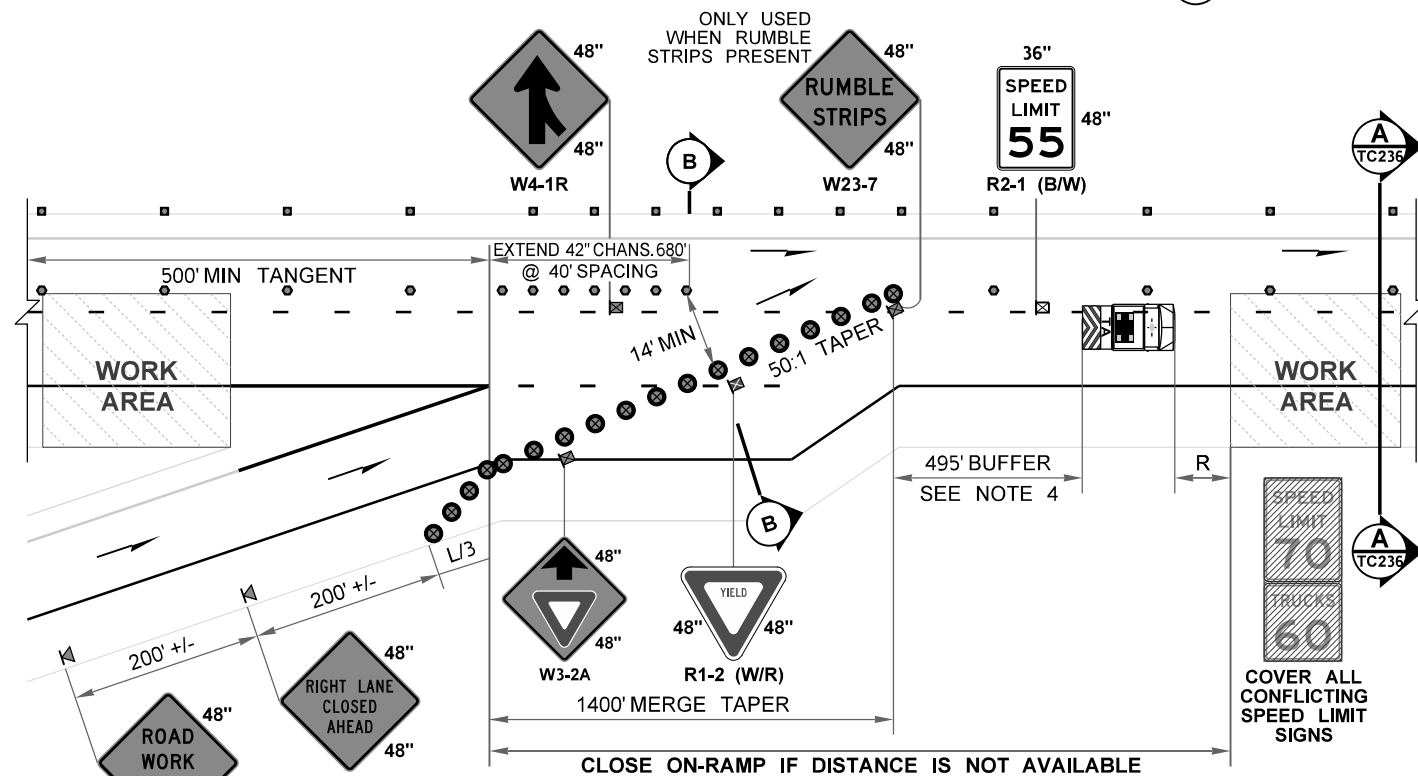 ONLY USED
WHEN RUMBLE
STRIPS PRESENT
48"
48"
W4-1R
RUMBLE
STRIPS
48"
48"
W23-7
36"
SPEED
LIMIT
55
48"
R2-1 (B/W)
A
TC236
B
500' MIN TANGENT
EXTEND 42" CHANS. 680'
@ 40' SPACING
14' MIN
50:1 TAPER
WORK
AREA
WORK
AREA
495' BUFFER
SEE NOTE 4
R
B
A
TC236
SPEED
LIMIT
70
TRUCKS
60
COVER ALL
CONFLICTING
SPEED LIMIT
SIGNS
L/3
200' +/-
200' +/-
48"
48"
W3-2A
YIELD
48"
48"
R1-2 (W/R)
RIGHT LANE
CLOSED
AHEAD
48"
48"
ROAD
WORK
48"
1400' MERGE TAPER
CLOSE ON-RAMP IF DISTANCE IS NOT AVAILABLE